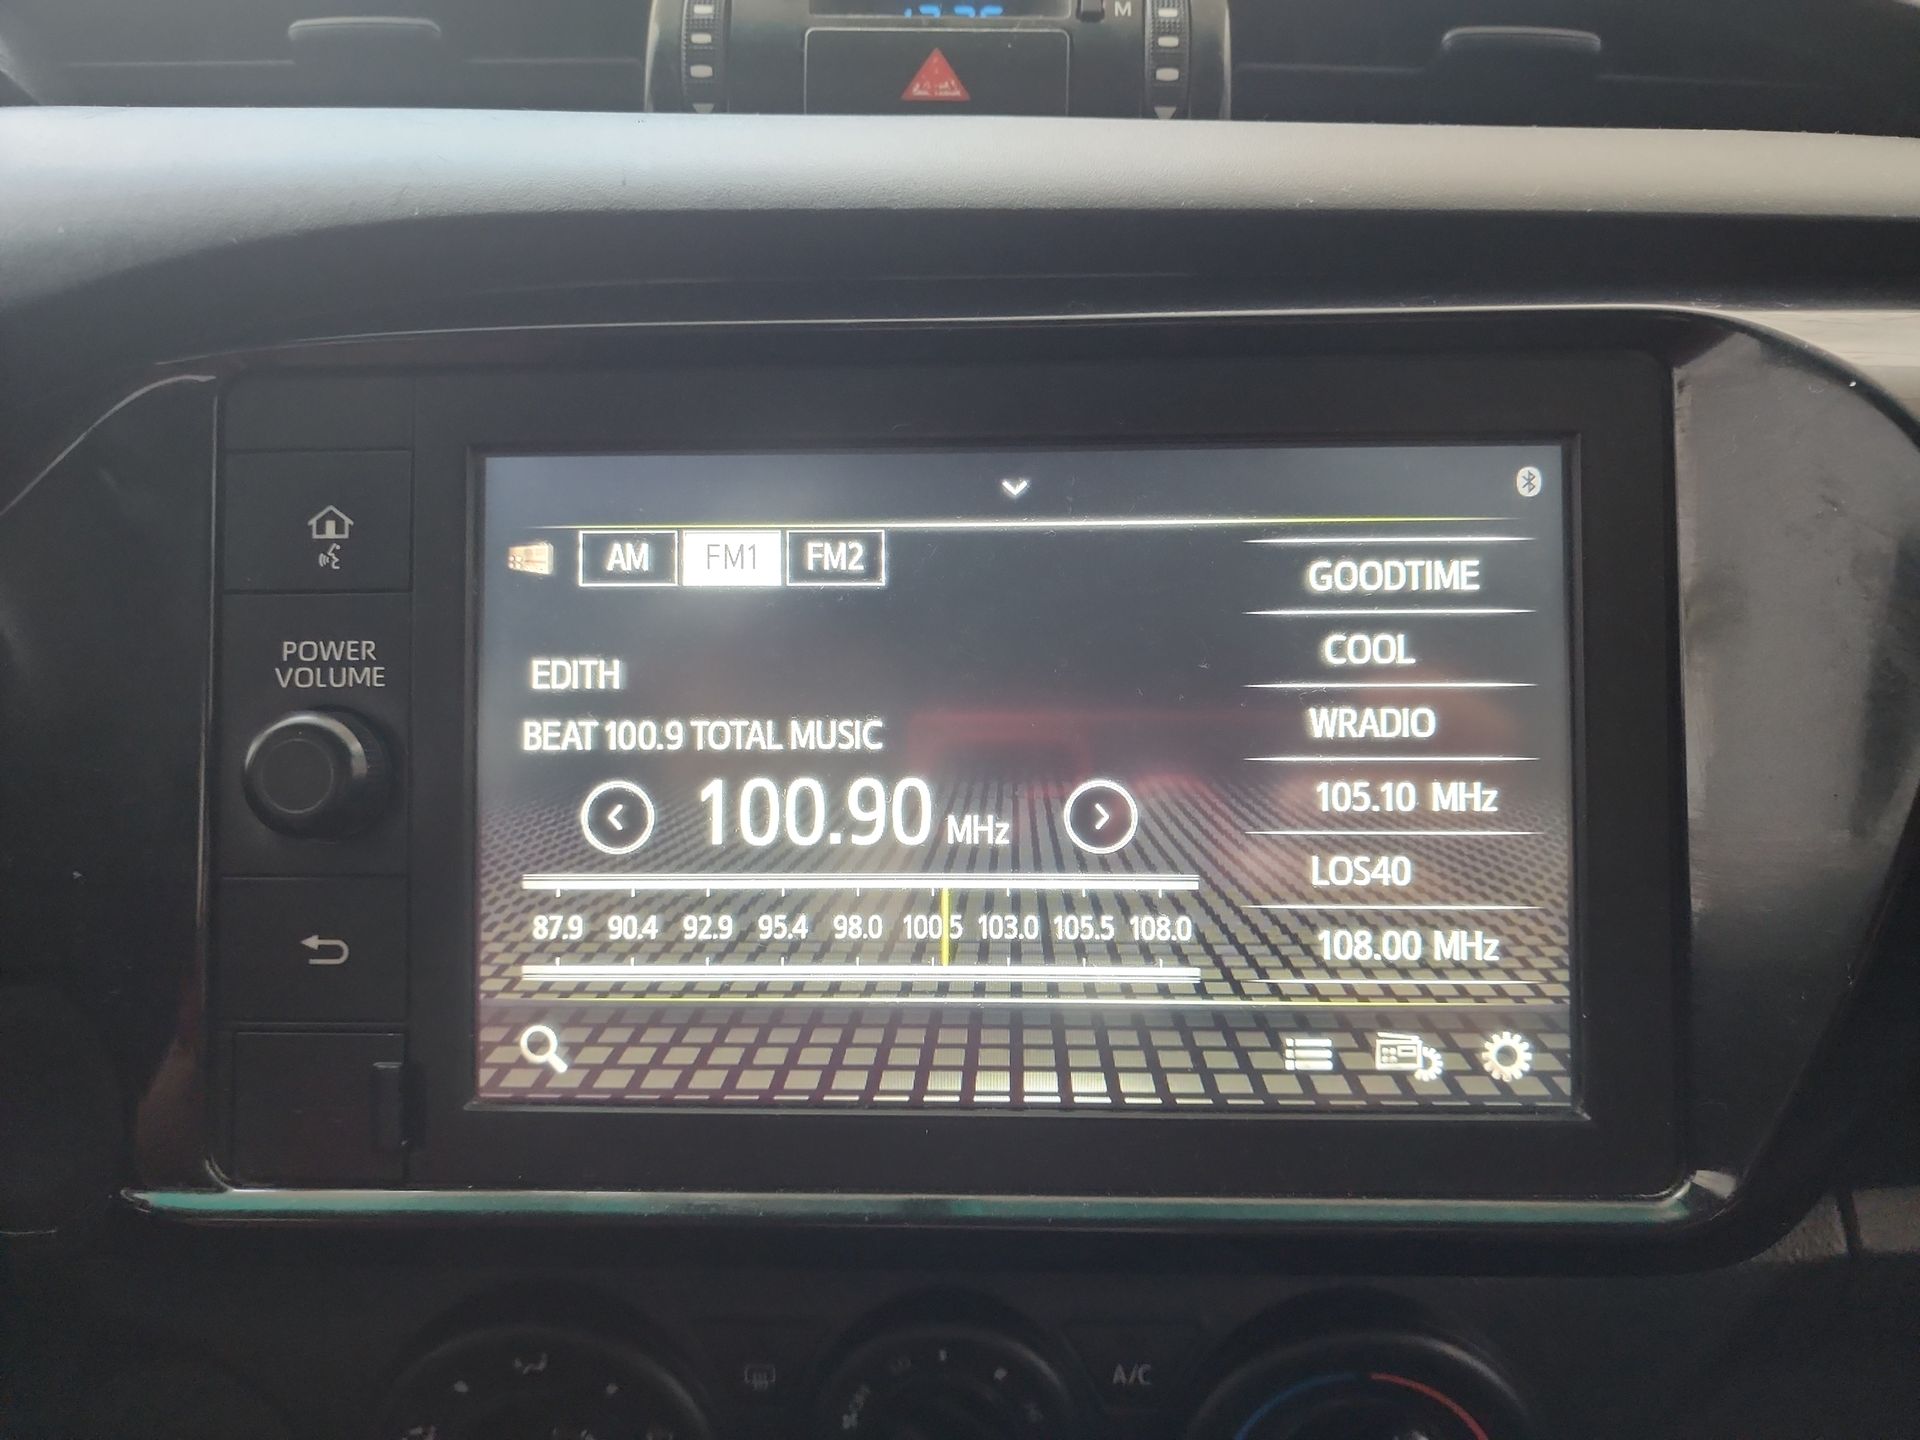 M
POWER
VOLUME
AM FM1 FM2
EDITH
BEAT 100.9 TOTAL MUSIC
100.90 MHz
87.9 90.4 92.9 95.4 98.0 100.5 103.0 105.5 108.0
GOODTIME
COOL
WRADIO
105.10 MHz
LOS40
108.00 MHz
A/C